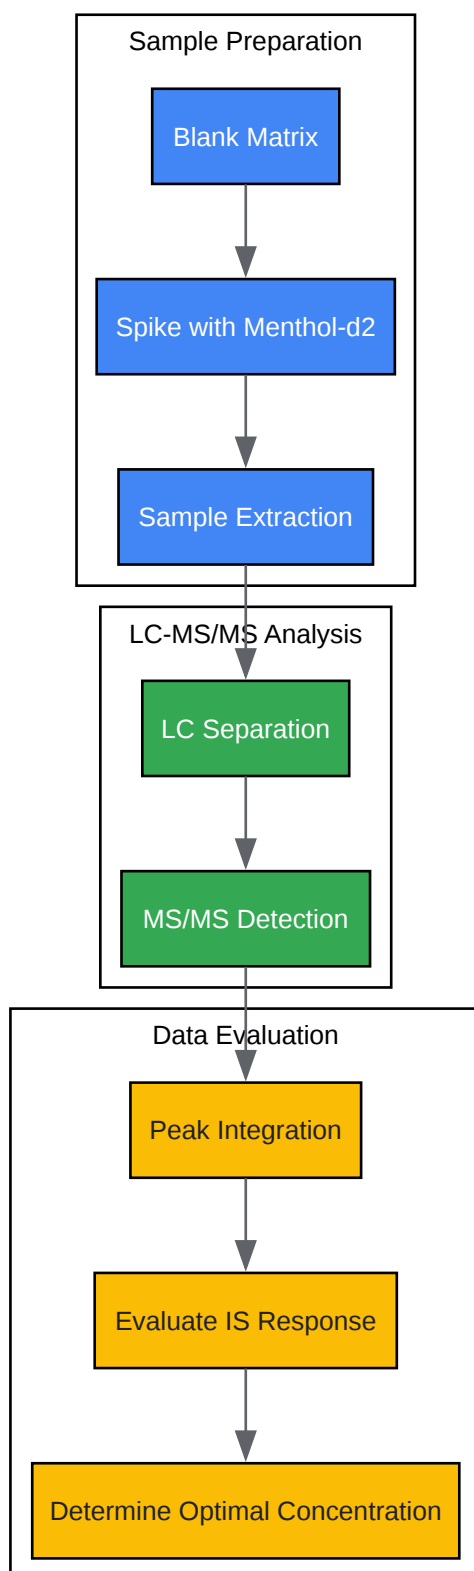 Sample Preparation
Blank Matrix
Spike with Menthol-d2
Sample Extraction
LC-MS/MS Analysis
LC Separation
MS/MS Detection
Data Evaluation
Peak Integration
Evaluate IS Response
Determine Optimal Concentration